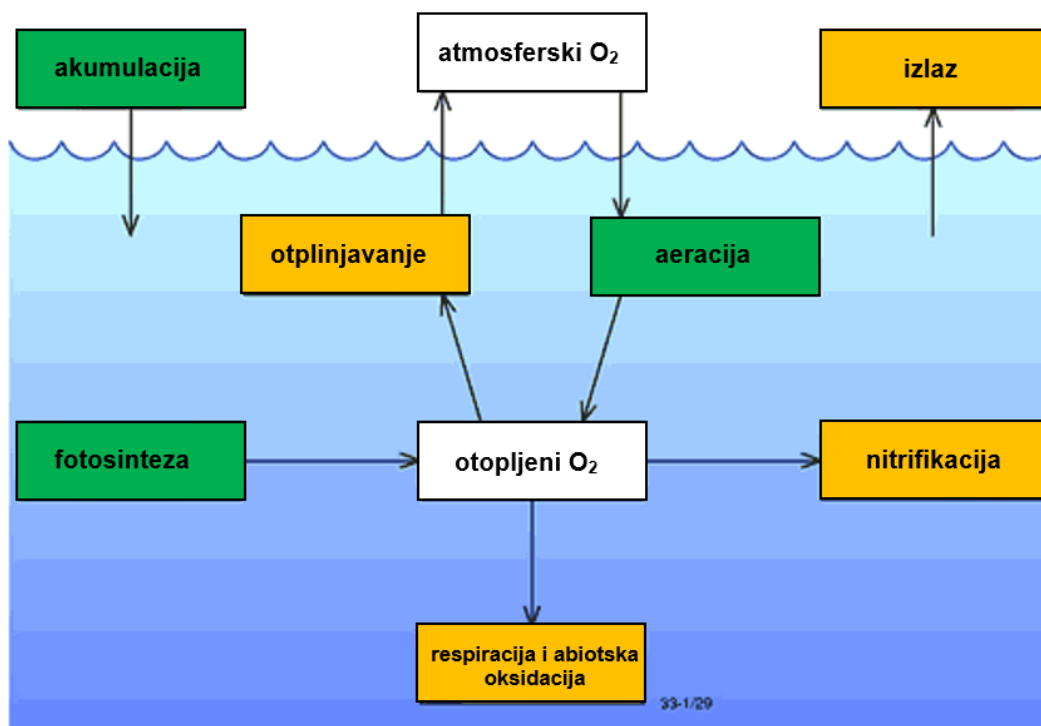 akumulacija
atmosferski O₂
izlaz
otplinjavanje
aeracija
fotosinteza
otopljeni O₂
nitrifikacija
respiracija i abiotska
oksidacija
33-1/29